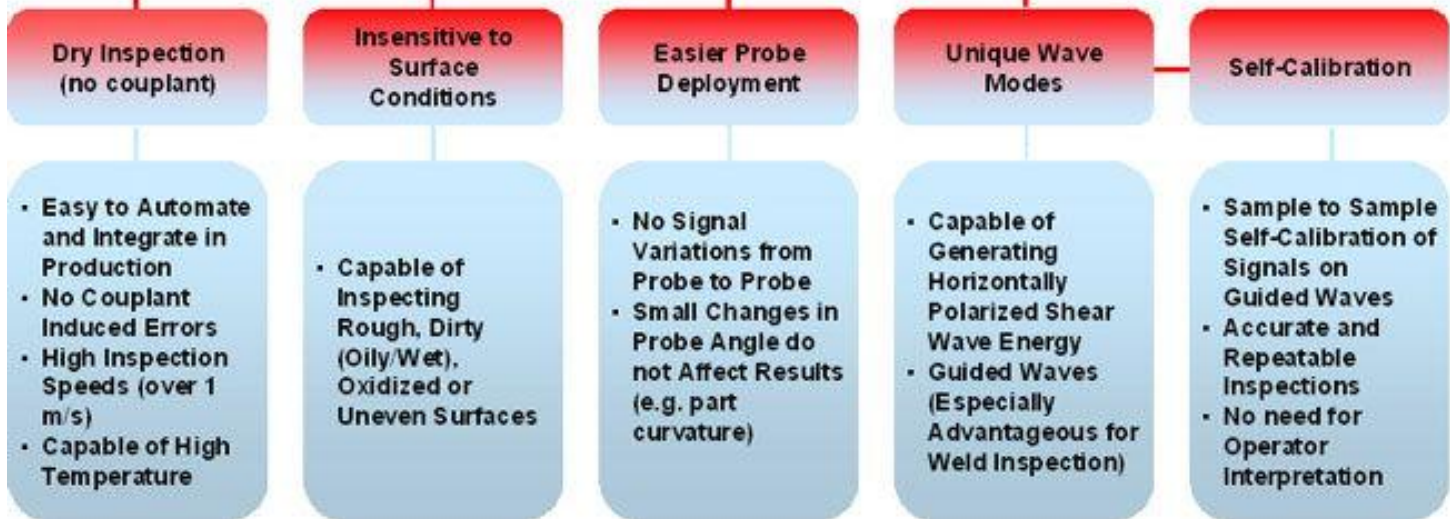 Dry Inspection
(no couplant)
Insensitive to
Surface
Conditions
Easier Probe
Deployment
Unique Wave
Modes
Self-Calibration
▪ Easy to Automate
and Integrate in
Production
▪ No Couplant
Induced Errors
▪ High Inspection
Speeds (over 1
m/s)
▪ Capable of High
Temperature
▪ Capable of
Inspecting
Rough, Dirty
(Oily/Wet),
Oxidized or
Uneven Surfaces
▪ No Signal
Variations from
Probe to Probe
▪ Small Changes in
Probe Angle do
not Affect Results
(e.g. part
curvature)
▪ Capable of
Generating
Horizontally
Polarized Shear
Wave Energy
▪ Guided Waves
(Especially
Advantageous for
Weld Inspection)
▪ Sample to Sample
Self-Calibration of
Signals on
Guided Waves
▪ Accurate and
Repeatable
Inspections
▪ No need for
Operator
Interpretation